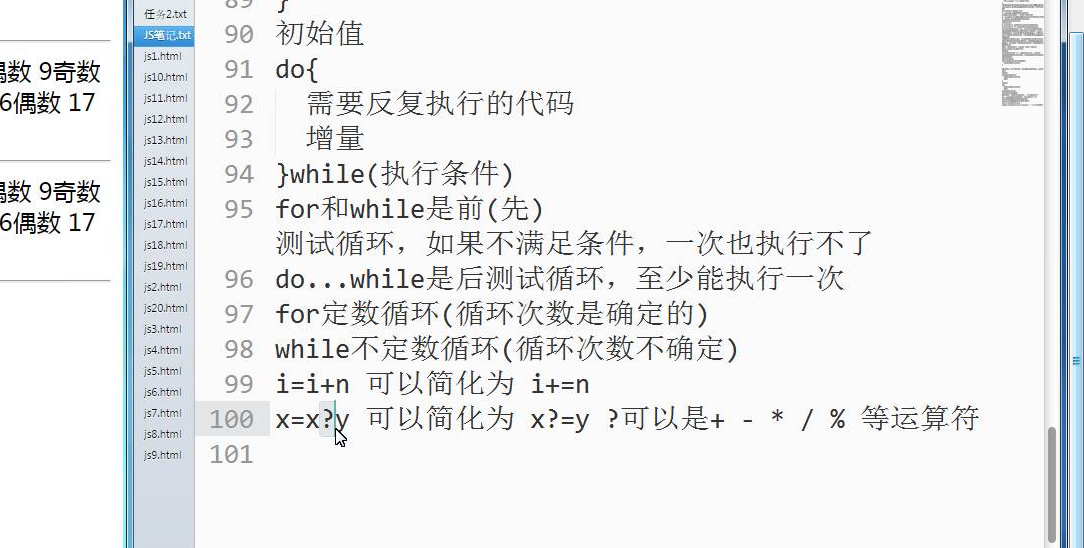 偶数 9奇数
6偶数 17
偶数 9奇数
6偶数 17
任务2.txt
JS笔记.txt
js1.html
js10.html
js11.html
js12.html
js13.html
js14.html
js15.html
js16.html
js17.html
js18.html
js19.html
js2.html
js20.html
js3.html
js4.html
js5.html
js6.html
js7.html
js8.html
js9.html
89 }
90 初始值
91 do{
92 需要反复执行的代码
93 增量
94 }while(执行条件)
95 for和while是前(先)
测试循环，如果不满足条件，一次也执行不了
96 do...while是后测试循环，至少能执行一次
97 for定数循环(循环次数是确定的)
98 while不定数循环(循环次数不确定)
99 i=i+n 可以简化为 i+=n
100 x=x?y 可以简化为 x?=y ?可以是+ - * / % 等运算符
101